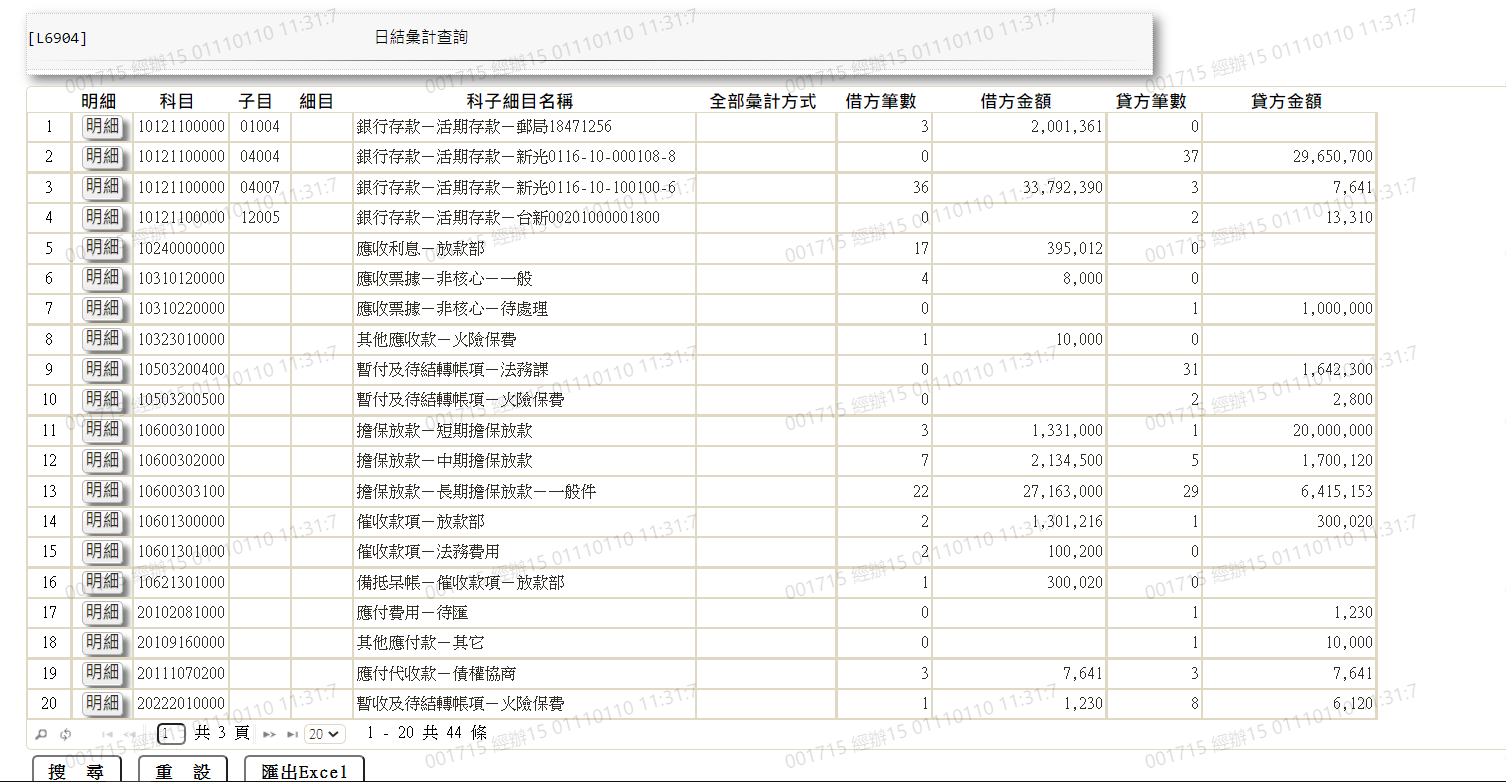 [L6904] 日結彙計查詢
明細 科目 子目 細目 科子細目名稱 全部彙計方式 借方筆數 借方金額 貸方筆數 貸方金額
1 明細 10121100000 01004 銀行存款－活期存款－郵局18471256 3 2,001,361 0
2 明細 10121100000 04004 銀行存款－活期存款－新光0116-10-000108-8 0 37 29,650,700
3 明細 10121100000 04007 銀行存款－活期存款－新光0116-10-100100-6 36 33,792,390 3 7,641
4 明細 10121100000 12005 銀行存款－活期存款－台新00201000001800 0 2 13,310
5 明細 10240000000 應收利息－放款部 17 395,012 0
6 明細 10310120000 應收票據－非核心－一般 4 8,000 0
7 明細 10310220000 應收票據－非核心－待處理 0 1 1,000,000
8 明細 10323010000 其他應收款－火險保費 1 10,000 0
9 明細 10503200400 暫付及待結轉帳項－法務課 0 31 1,642,300
10 明細 10503200500 暫付及待結轉帳項－火險保費 0 2 2,800
11 明細 10600301000 擔保放款－短期擔保放款 3 1,331,000 1 20,000,000
12 明細 10600302000 擔保放款－中期擔保放款 7 2,134,500 5 1,700,120
13 明細 10600303100 擔保放款－長期擔保放款－一般件 22 27,163,000 29 6,415,153
14 明細 10601300000 催收款項－放款部 2 1,301,216 1 300,020
15 明細 10601301000 催收款項－法務費用 2 100,200 0
16 明細 10621301000 備抵呆帳－催收款項－放款部 1 300,020 0
17 明細 20102081000 應付費用－待匯 0 1 1,230
18 明細 20109160000 其他應付款－其它 0 1 10,000
19 明細 20111070200 應付代收款－債權協商 3 7,641 3 7,641
20 明細 20222010000 暫收及待結轉帳項－火險保費 1 1,230 8 6,120
1 共 3 頁 20 1 - 20 共 44 條
搜 尋 重 設 匯出Excel
001715 經辦15 01110110 11:31:7